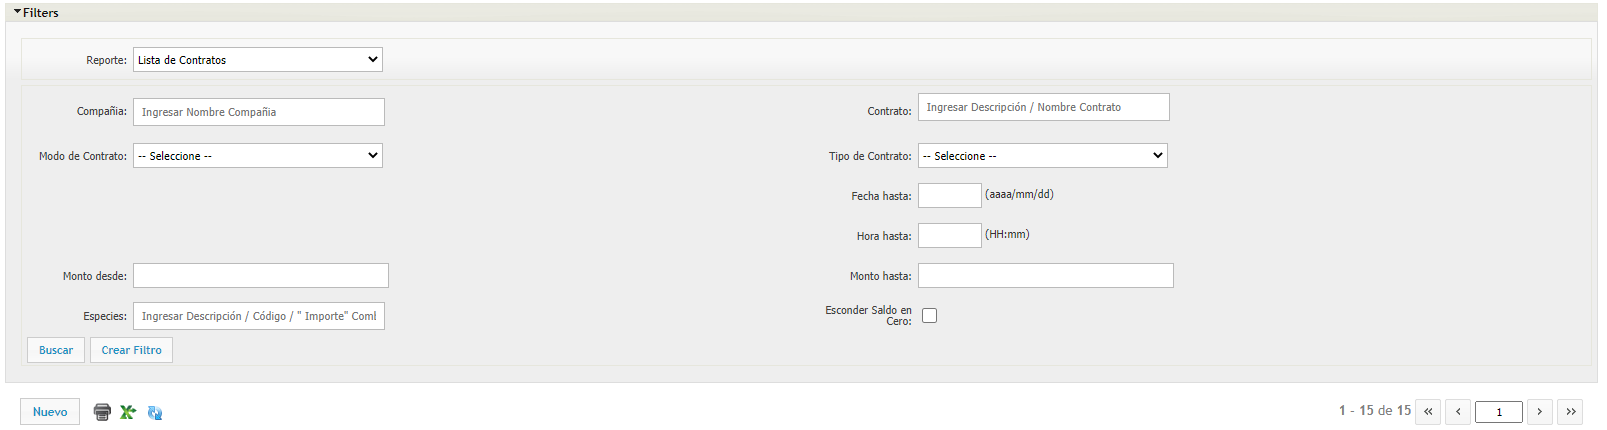 Filters
Reporte: Lista de Contratos
Compañia: Ingresar Nombre Compañia Contrato: Ingresar Descripción / Nombre Contrato
Modo de Contrato: -- Seleccione -- Tipo de Contrato: -- Seleccione --
Fecha hasta: (aaaa/mm/dd)
Hora hasta: (HH:mm)
Monto desde: Monto hasta:
Especies: Ingresar Descripción / Código / " Importe" Coml Esconder Saldo en
Cero:
Buscar Crear Filtro
Nuevo 1 - 15 de 15 << < 1 > >>